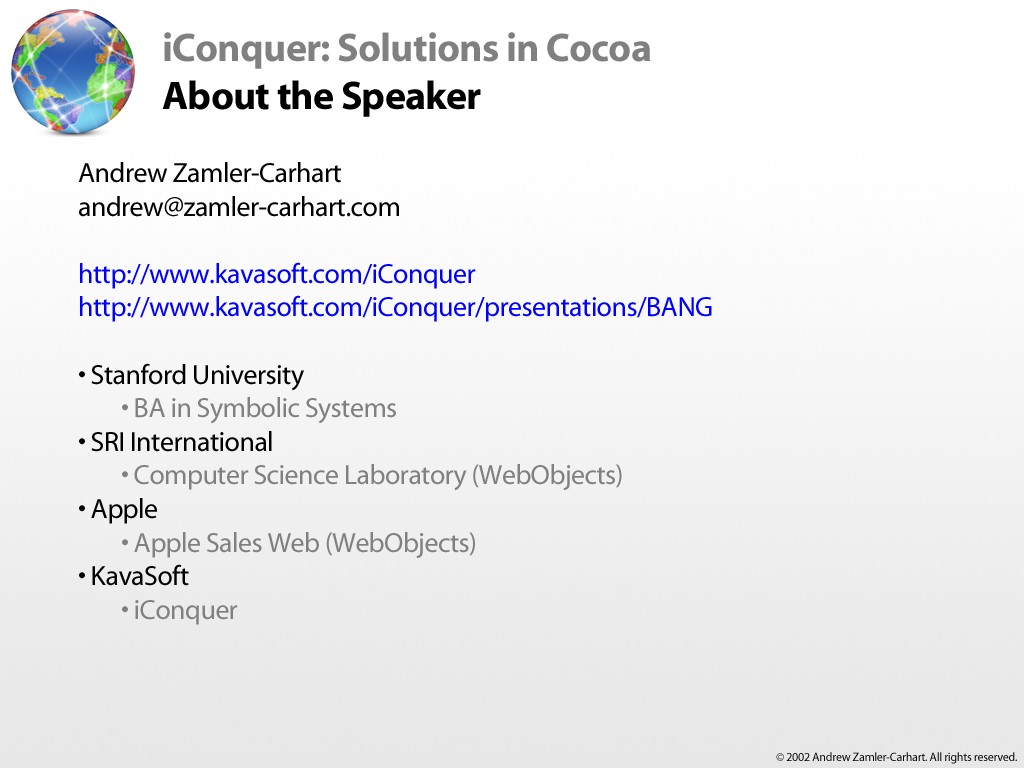 iConquer: Solutions in Cocoa
About the Speaker
Andrew Zamler-Carhart
andrew@zamler-carhart.com
http://www.kavasoft.com/iConquer
http://www.kavasoft.com/iConquer/presentations/BANG
• Stanford University
• BA in Symbolic Systems
• SRI International
• Computer Science Laboratory (WebObjects)
• Apple
• Apple Sales Web (WebObjects)
• KavaSoft
• iConquer
© 2002 Andrew Zamler-Carhart. All rights reserved.